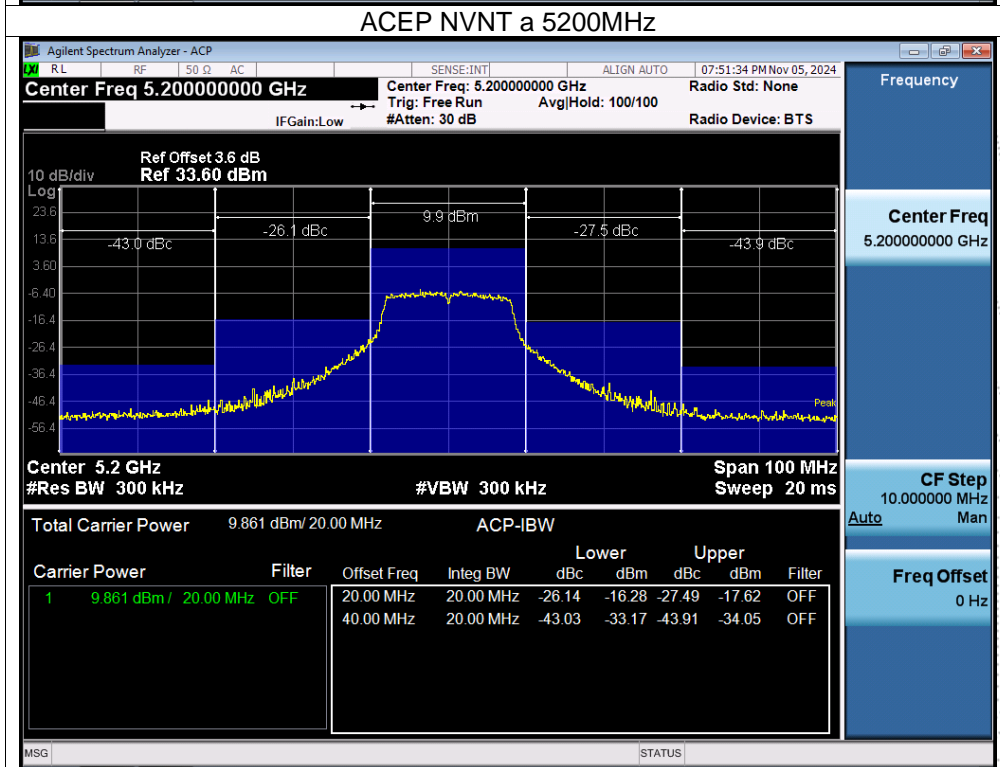 ACEP NVNT a 5200MHz
Agilent Spectrum Analyzer - ACP
LXI RL RF 50 Ω AC SENSE:INT ALIGN AUTO 07:51:34 PM Nov 05, 2024
Center Freq 5.200000000 GHz Center Freq: 5.200000000 GHz Radio Std: None
Trig: Free Run Avg|Hold: 100/100
IFGain:Low #Atten: 30 dB Radio Device: BTS
Frequency
Ref Offset 3.6 dB
10 dB/div Ref 33.60 dBm
Log
23.6
13.6
3.60
-6.40
-16.4
-26.4
-36.4
-46.4
-56.4
-43.0 dBc -26.1 dBc 9.9 dBm -27.5 dBc -43.9 dBc
Peak
Center 5.2 GHz Span 100 MHz
#Res BW 300 kHz #VBW 300 kHz Sweep 20 ms
Total Carrier Power 9.861 dBm/ 20.00 MHz ACP-IBW
Lower Upper
Carrier Power Filter Offset Freq Integ BW dBc dBm dBc dBm Filter
1 9.861 dBm / 20.00 MHz OFF 20.00 MHz 20.00 MHz -26.14 -16.28 -27.49 -17.62 OFF
40.00 MHz 20.00 MHz -43.03 -33.17 -43.91 -34.05 OFF
Center Freq
5.200000000 GHz
CF Step
10.000000 MHz
Auto Man
Freq Offset
0 Hz
MSG STATUS